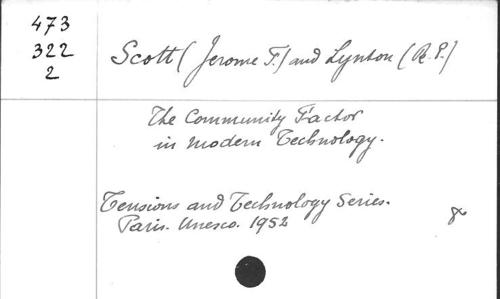 473
322
2
Scott (Jerome F.) and Lynton (R. P.)
The Community Factor
in modern Technology.
Tensions and Technology Series.
Paris. Unesco. 1952